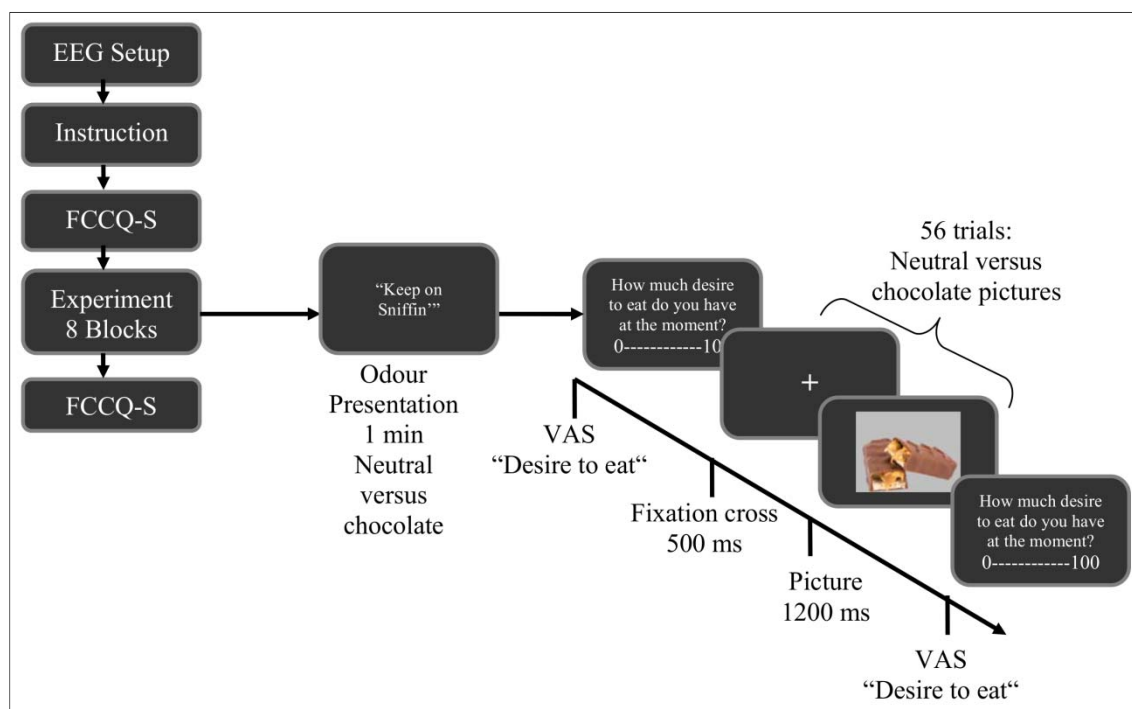 EEG Setup
Instruction
FCCQ-S
Experiment
8 Blocks
FCCQ-S
“Keep on
Sniffin’”
Odour
Presentation
1 min
Neutral
versus
chocolate
How much desire
to eat do you have
at the moment?
0------------10
+
56 trials:
Neutral versus
chocolate pictures
How much desire
to eat do you have
at the moment?
0------------100
VAS
“Desire to eat“
Fixation cross
500 ms
Picture
1200 ms
VAS
“Desire to eat“